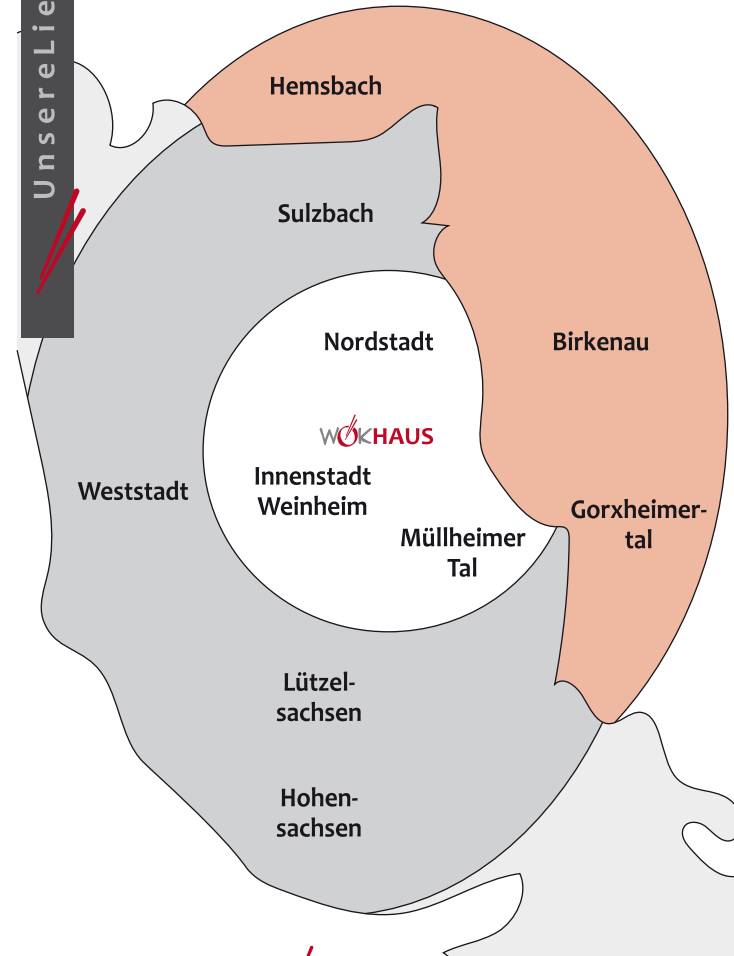 UnsereLie
Hemsbach
Sulzbach
Nordstadt
Birkenau
WOKHAUS
Innenstadt
Weinheim
Weststadt
Gorxheimer-
tal
Müllheimer
Tal
Lützel-
sachsen
Hohen-
sachsen